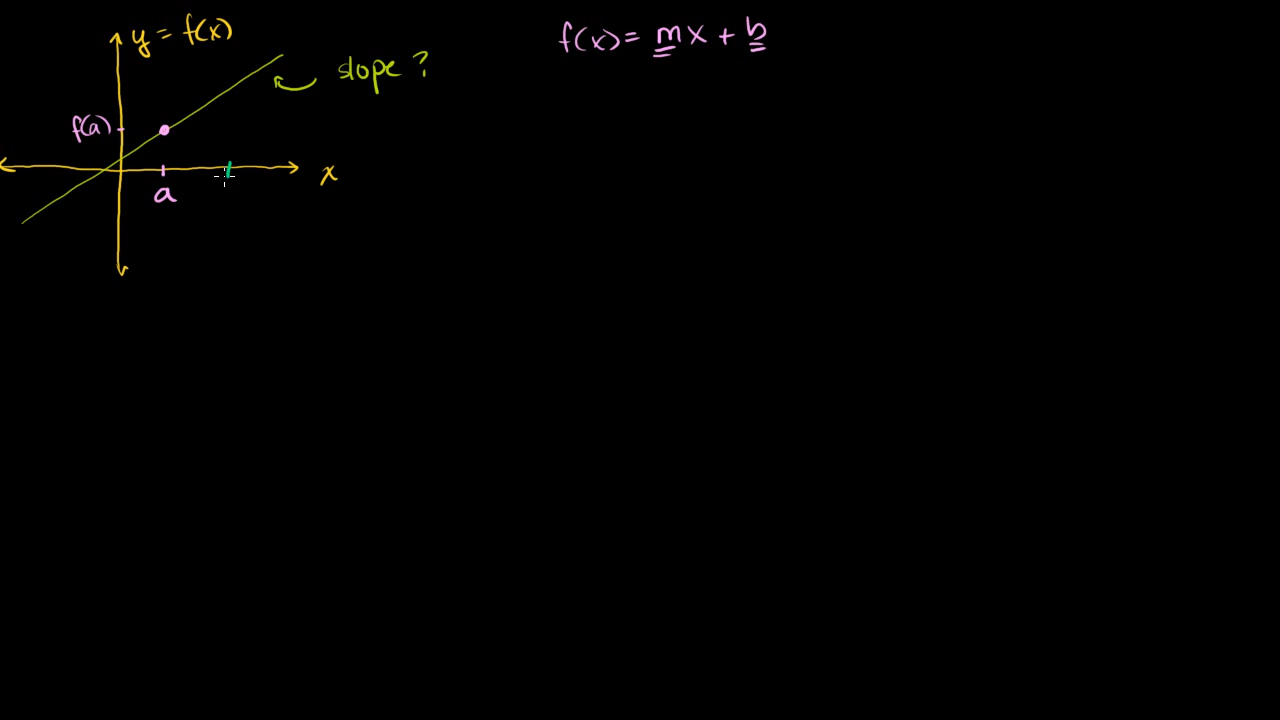 y = f(x)
f(x) = mx + b
slope ?
f(a)
x
a